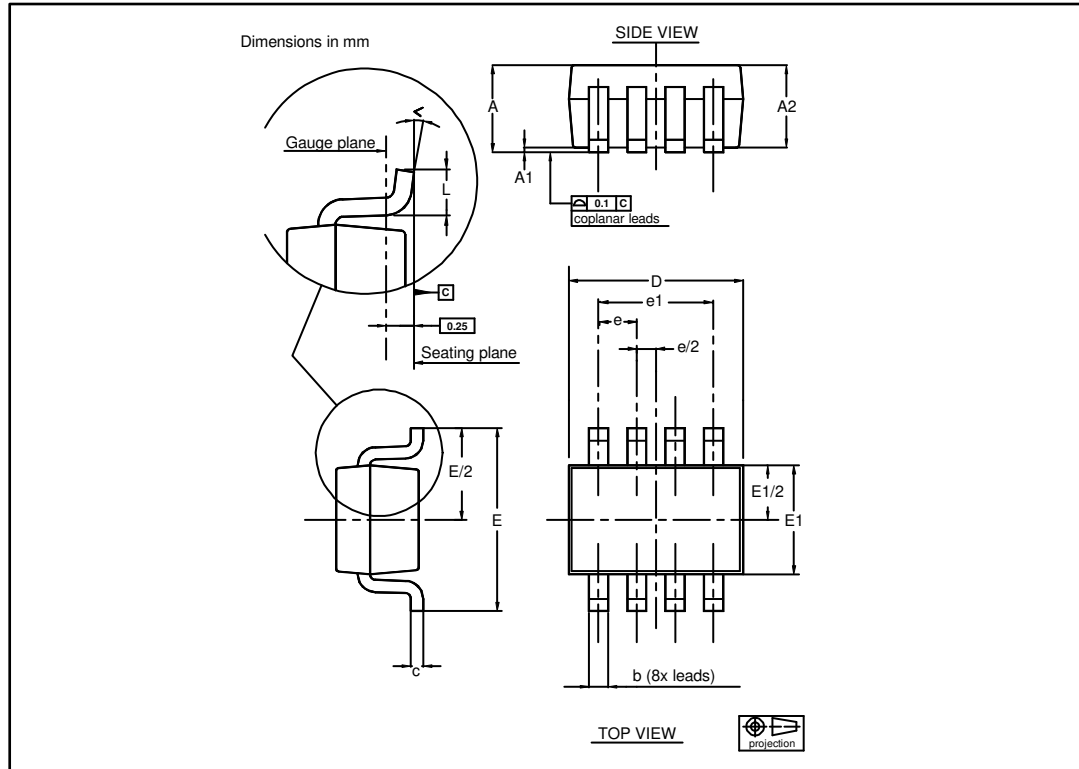 Dimensions in mm
SIDE VIEW
A
A2
A1
0.1 C
coplanar leads
Gauge plane
<
L
C
0.25
Seating plane
D
e1
e
e/2
E/2
E
E1/2
E1
c
b (8x leads)
TOP VIEW
projection